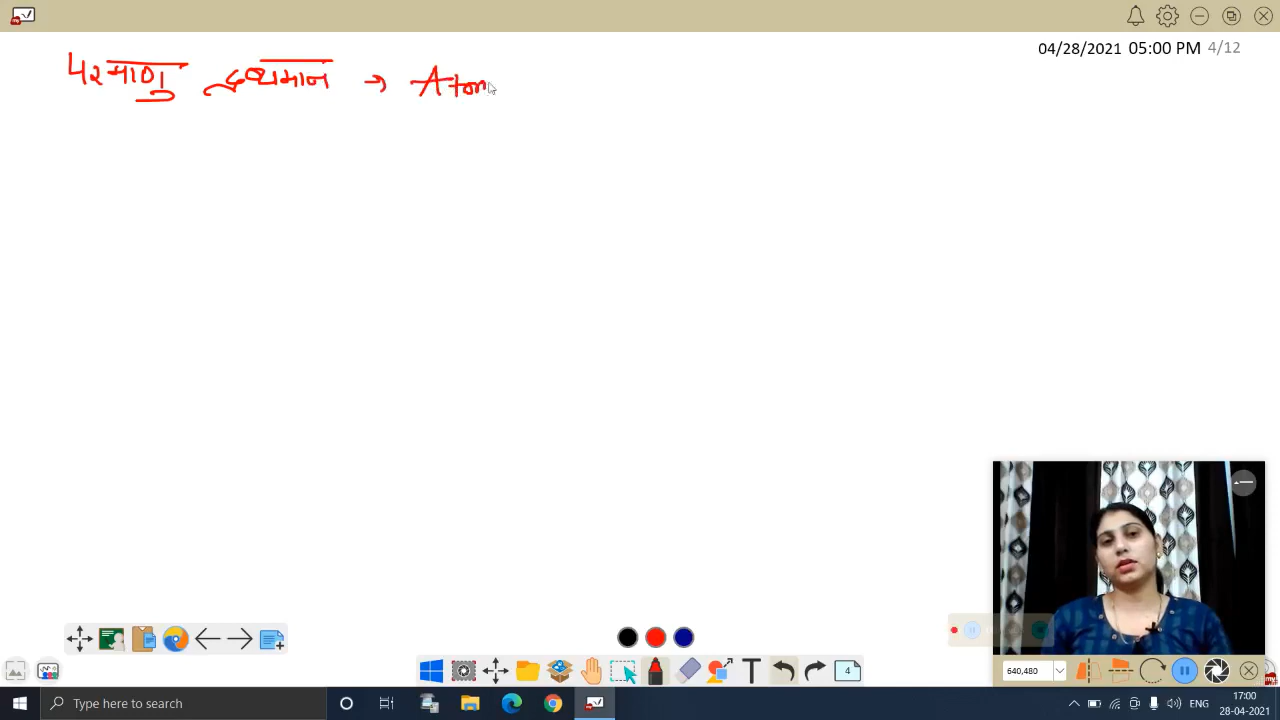 04/28/2021 05:00 PM 4/12
परमाणु द्रव्यमान → Atom
640,480
4
Type here to search
ENG
17:00
28-04-2021